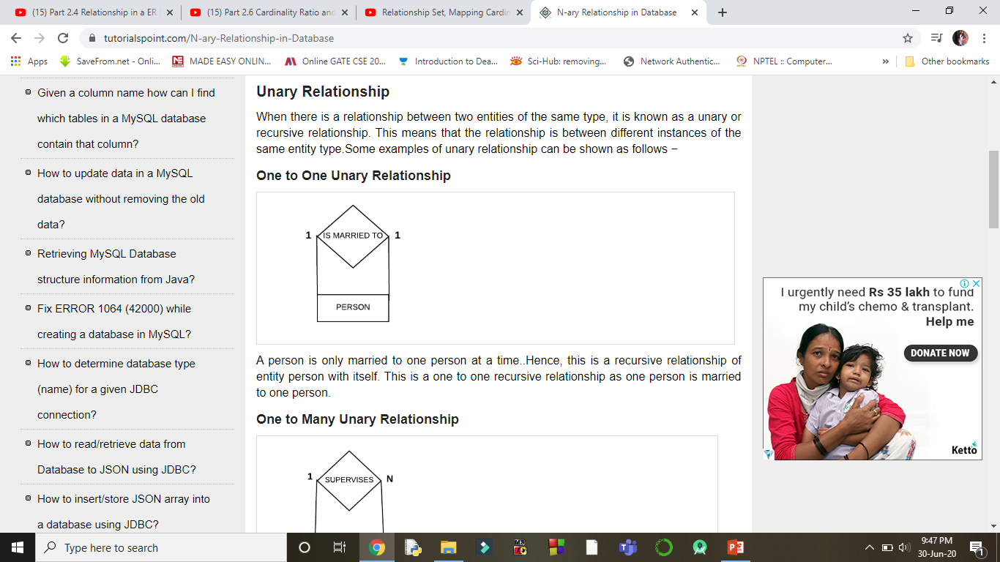 (15) Part 2.4 Relationship in a ER
(15) Part 2.6 Cardinality Ratio and
Relationship Set, Mapping Cardin
N-ary Relationship in Database
tutorialspoint.com/N-ary-Relationship-in-Database
Apps
SaveFrom.net - Onli...
MADE EASY ONLIN...
Online GATE CSE 20...
Introduction to Dea...
Sci-Hub: removing...
Network Authentic...
NPTEL :: Computer...
»
Other bookmarks
Given a column name how can I find
which tables in a MySQL database
contain that column?
How to update data in a MySQL
database without removing the old
data?
Retrieving MySQL Database
structure information from Java?
Fix ERROR 1064 (42000) while
creating a database in MySQL?
How to determine database type
(name) for a given JDBC
connection?
How to read/retrieve data from
Database to JSON using JDBC?
How to insert/store JSON array into
a database using JDBC?
Unary Relationship
When there is a relationship between two entities of the same type, it is known as a unary or
recursive relationship. This means that the relationship is between different instances of the
same entity type.Some examples of unary relationship can be shown as follows −
One to One Unary Relationship
1 IS MARRIED TO 1
PERSON
A person is only married to one person at a time..Hence, this is a recursive relationship of
entity person with itself. This is a one to one recursive relationship as one person is married
to one person.
One to Many Unary Relationship
1 SUPERVISES N
I urgently need Rs 35 lakh to fund
my child's chemo & transplant.
Help me
DONATE NOW
Ketto
Type here to search
9:47 PM
30-Jun-20
1